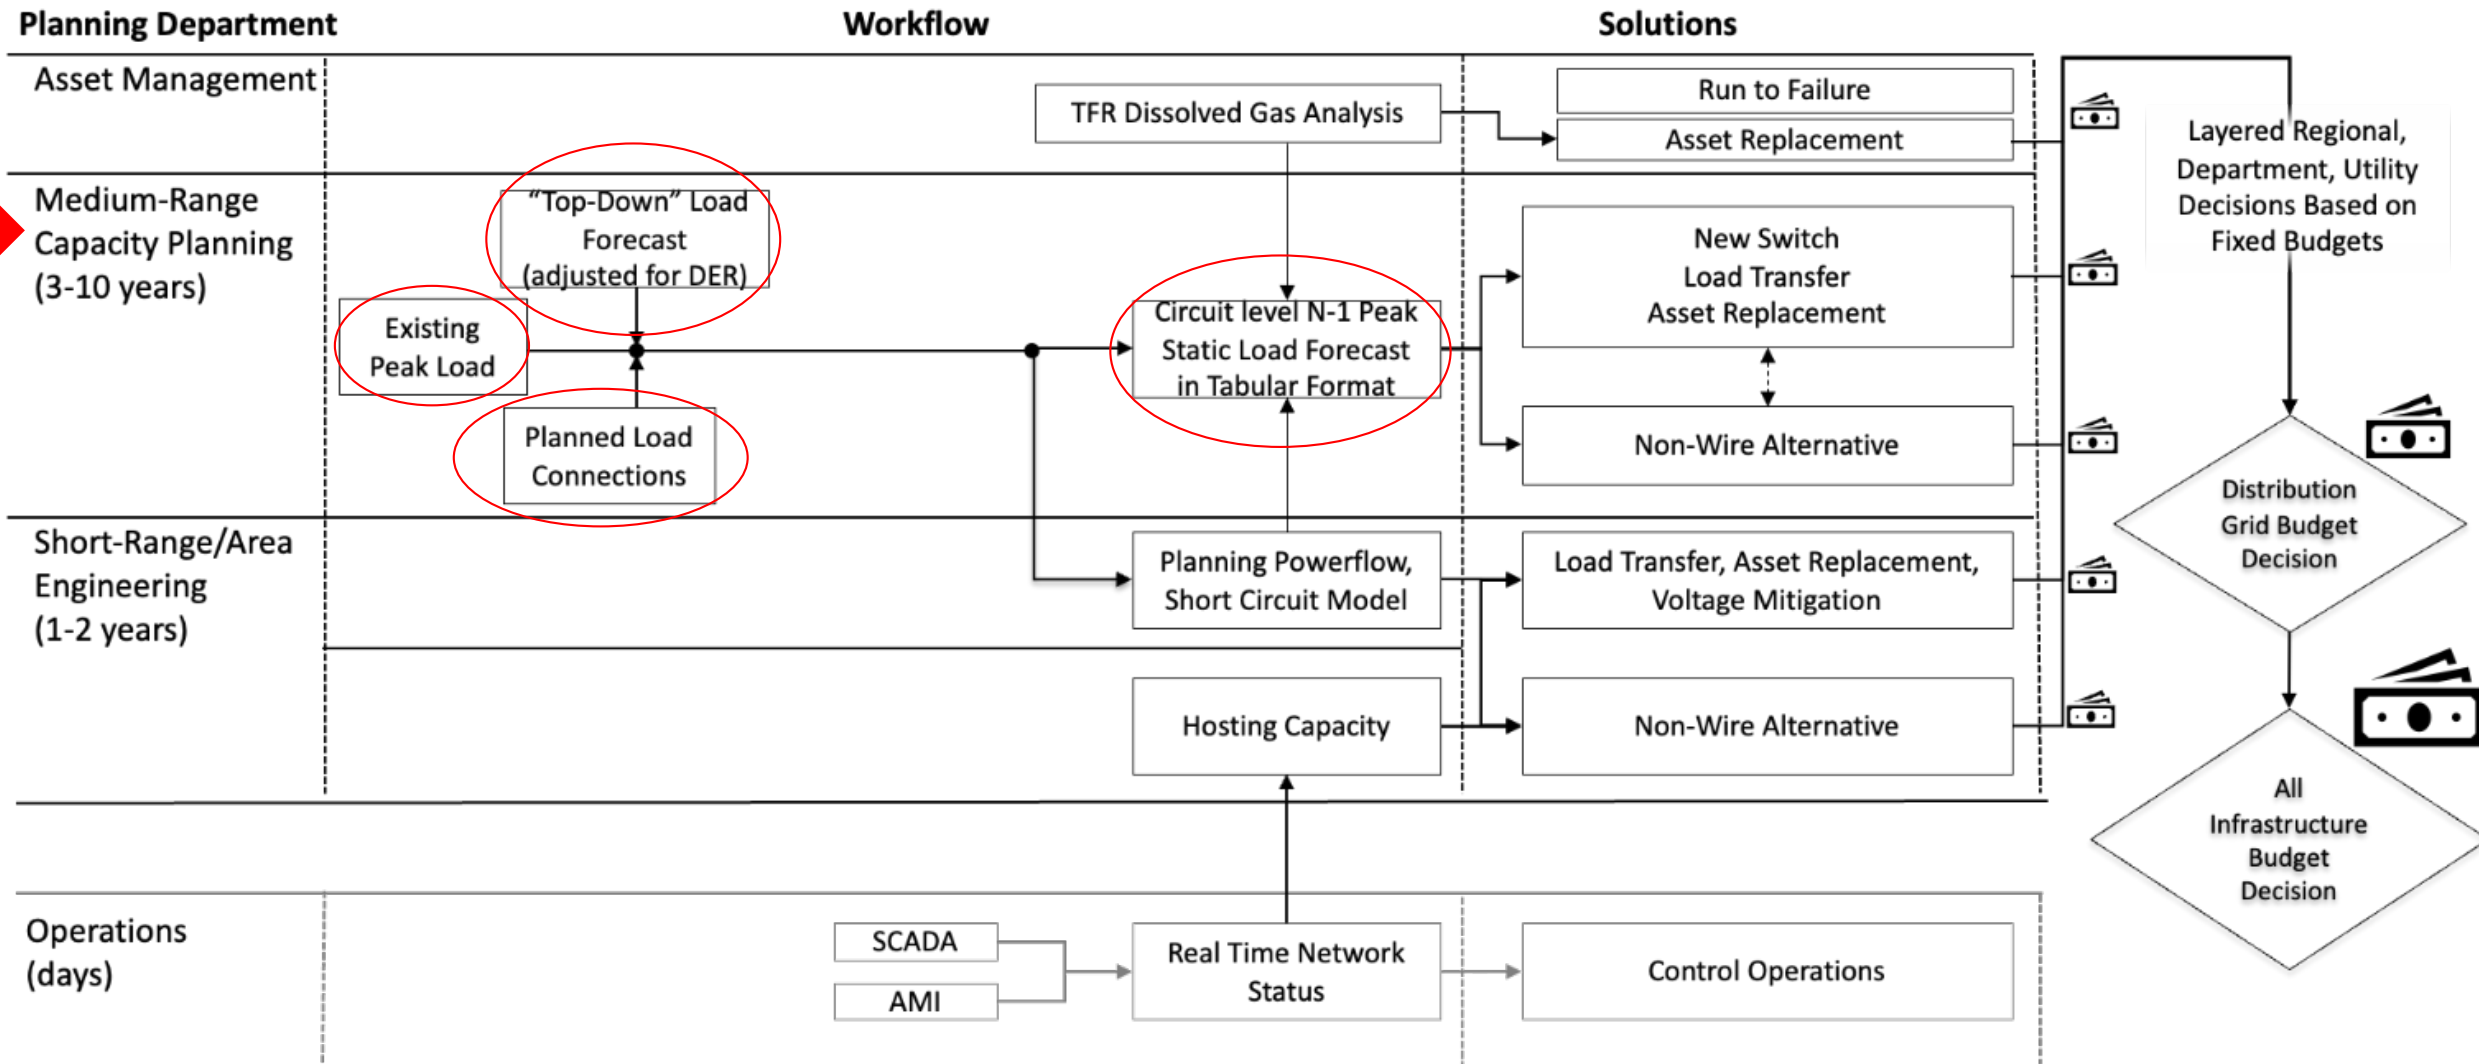 Planning Department
Workflow
Solutions
Asset Management
TFR Dissolved Gas Analysis
Run to Failure
Asset Replacement
Layered Regional,
Department, Utility
Decisions Based on
Fixed Budgets
Medium-Range
Capacity Planning
(3-10 years)
“Top-Down” Load
Forecast
(adjusted for DER)
Existing
Peak Load
Planned Load
Connections
Circuit level N-1 Peak
Static Load Forecast
in Tabular Format
New Switch
Load Transfer
Asset Replacement
Non-Wire Alternative
Distribution
Grid Budget
Decision
Short-Range/Area
Engineering
(1-2 years)
Planning Powerflow,
Short Circuit Model
Load Transfer, Asset Replacement,
Voltage Mitigation
Hosting Capacity
Non-Wire Alternative
All
Infrastructure
Budget
Decision
Operations
(days)
SCADA
AMI
Real Time Network
Status
Control Operations